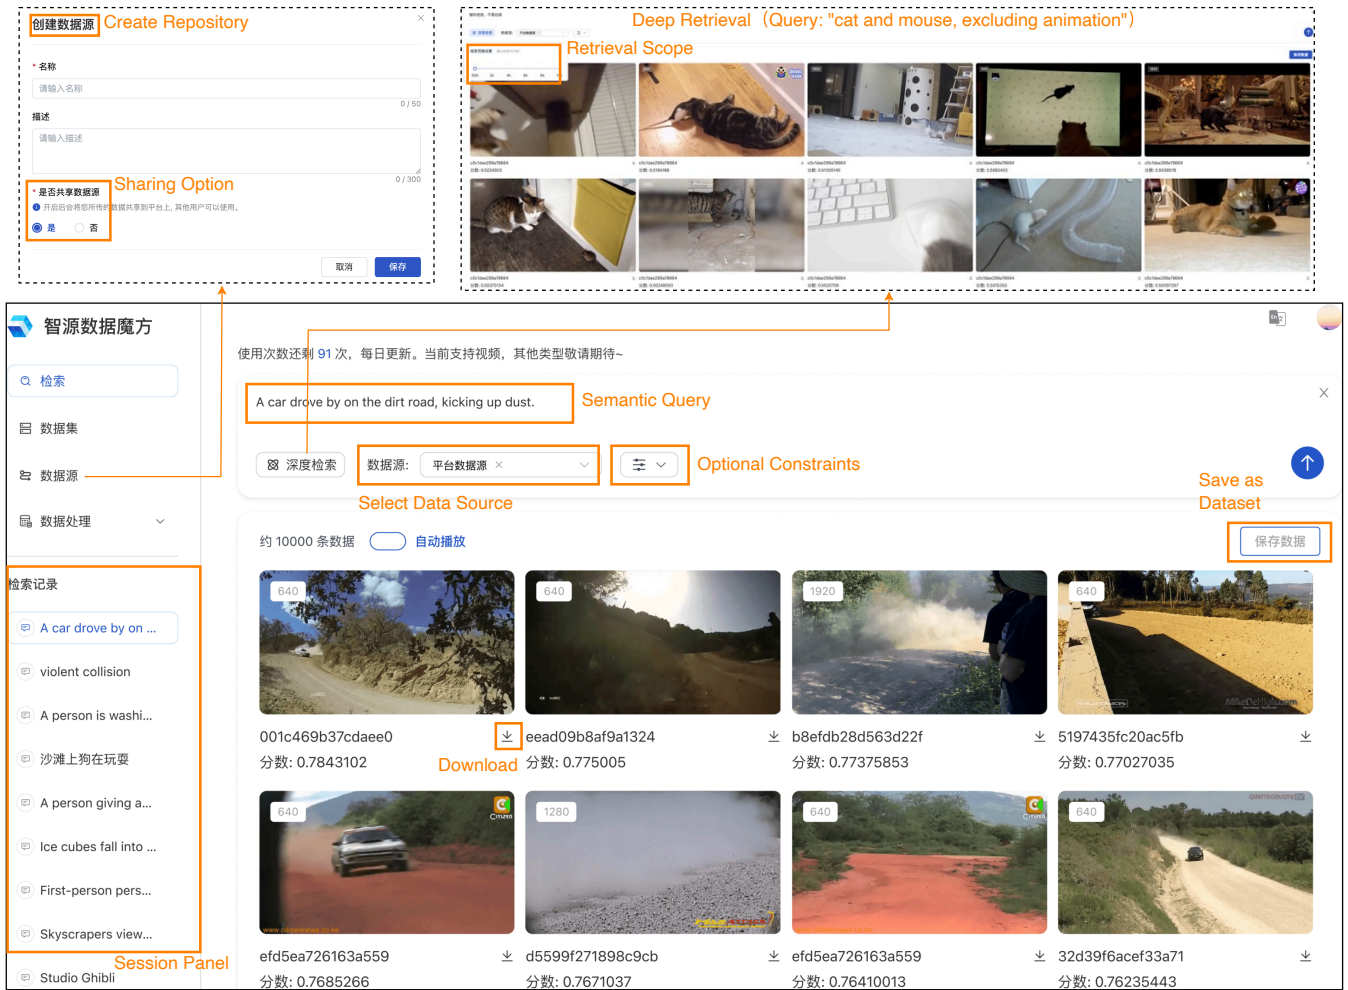 创建数据源
Create Repository
* 名称
请输入名称
0 / 50
描述
请输入描述
0 / 300
* 是否共享数据源
Sharing Option
开启后会将您所传的数据共享到平台上, 其他用户可以使用。
是
否
取消
保存
Deep Retrieval（Query: "cat and mouse, excluding animation"）
Retrieval Scope
智源数据魔方
检索
数据集
数据源
数据处理
检索记录
A car drove by on ...
violent collision
A person is washi...
沙滩上狗在玩耍
A person giving a...
Ice cubes fall into ...
First-person pers...
Skyscrapers view...
Session Panel
Studio Ghibli
使用次数还剩 91 次，每日更新。当前支持视频，其他类型敬请期待~
A car drove by on the dirt road, kicking up dust.
Semantic Query
深度检索
数据源:
平台数据源 ×
Optional Constraints
Select Data Source
Save as
Dataset
约 10000 条数据
自动播放
保存数据
640
640
1920
640
001c469b37cdaee0
eead09b8af9a1324
b8efdb28d563d22f
5197435fc20ac5fb
分数: 0.7843102
Download
分数: 0.775005
分数: 0.77375853
分数: 0.77027035
640
1280
640
640
CITIZEN
www.citizennews.co.ke
efd5ea726163a559
d5599f271898c9cb
efd5ea726163a559
32d39f6acef33a71
分数: 0.7685266
分数: 0.7671037
分数: 0.76410013
分数: 0.76235443